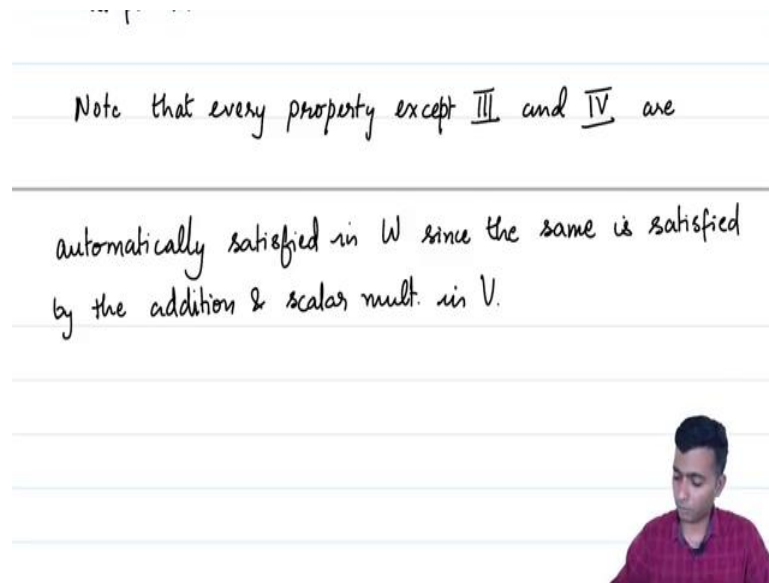 Note that every property except III and IV are
automatically satisfied in W since the same is satisfied
by the addition & scalar mult. in V.